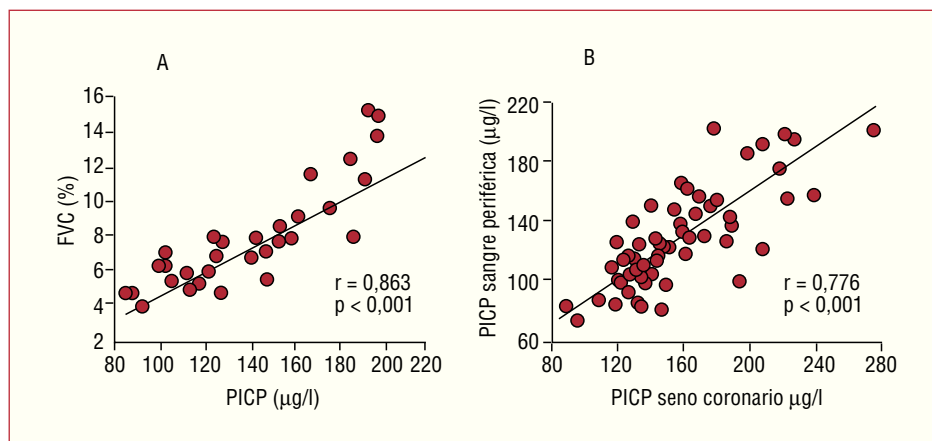 A
FVC (%)
16
14
12
10
8
6
4
2
80 100 120 140 160 180 200 220
r = 0,863
p < 0,001
PICP (μg/l)
B
PICP sangre periférica (μg/l)
220
180
140
100
60
80 120 160 200 240 280
r = 0,776
p < 0,001
PICP seno coronario μg/l